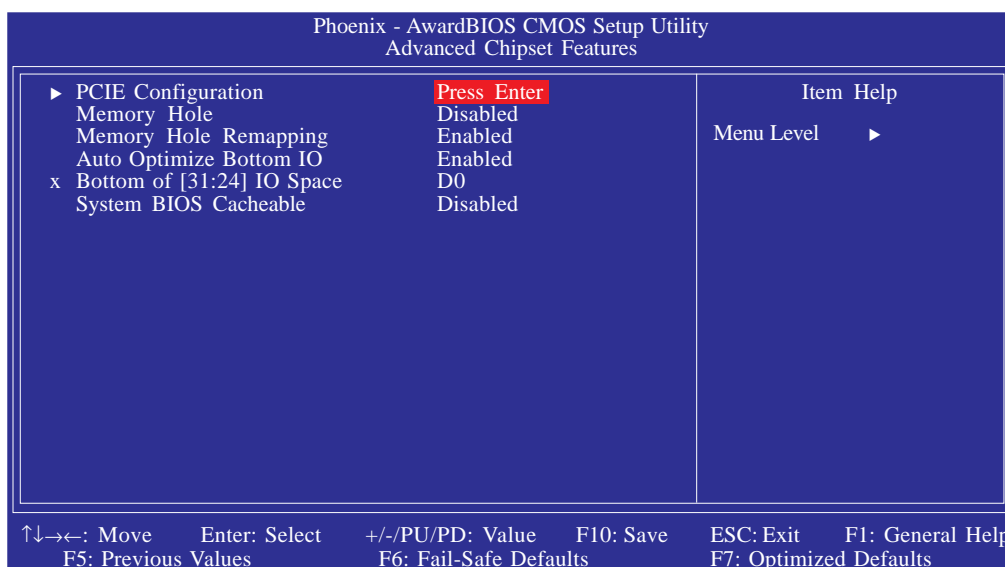 Phoenix - AwardBIOS CMOS Setup Utility
Advanced Chipset Features
▶ PCIE Configuration Press Enter
Memory Hole Disabled
Memory Hole Remapping Enabled
Auto Optimize Bottom IO Enabled
x Bottom of [31:24] IO Space D0
System BIOS Cacheable Disabled
Item Help
Menu Level ▶
↑↓→←: Move Enter: Select +/-/PU/PD: Value F10: Save ESC: Exit F1: General Help
F5: Previous Values F6: Fail-Safe Defaults F7: Optimized Defaults